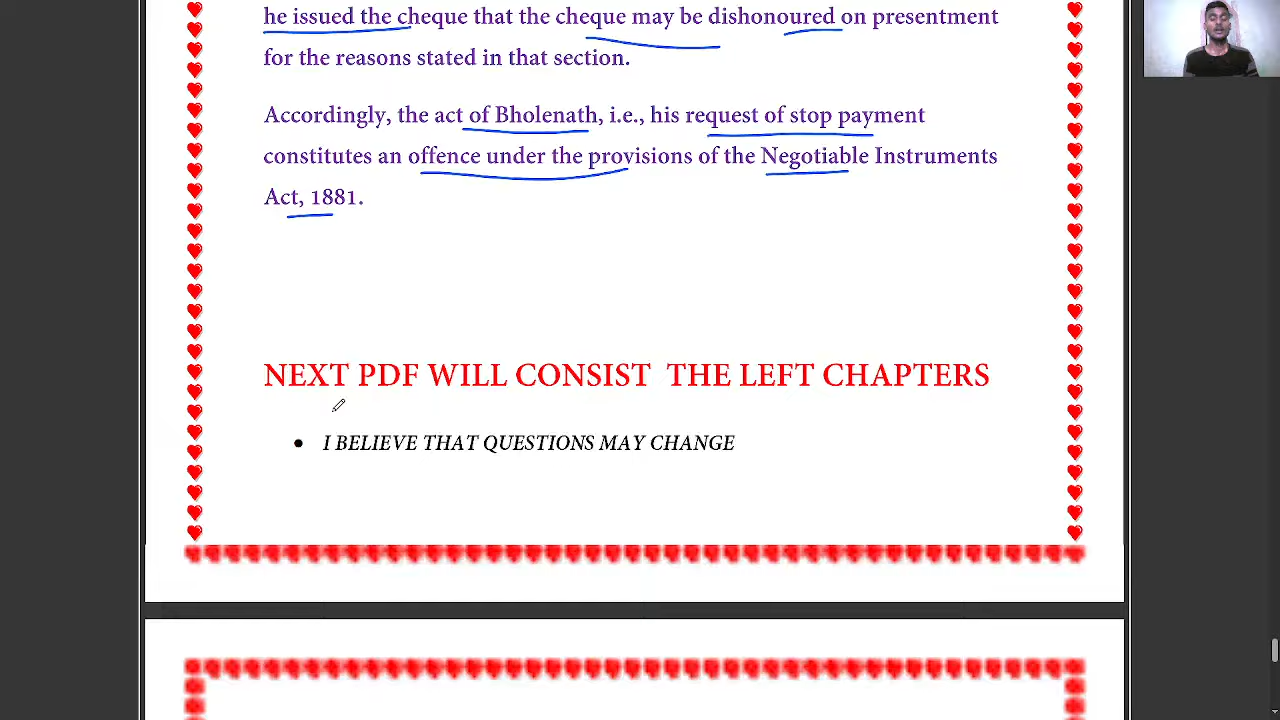 he issued the cheque that the cheque may be dishonoured on presentment
for the reasons stated in that section.
Accordingly, the act of Bholenath, i.e., his request of stop payment
constitutes an offence under the provisions of the Negotiable Instruments
Act, 1881.
NEXT PDF WILL CONSIST  THE LEFT CHAPTERS
• I BELIEVE THAT QUESTIONS MAY CHANGE